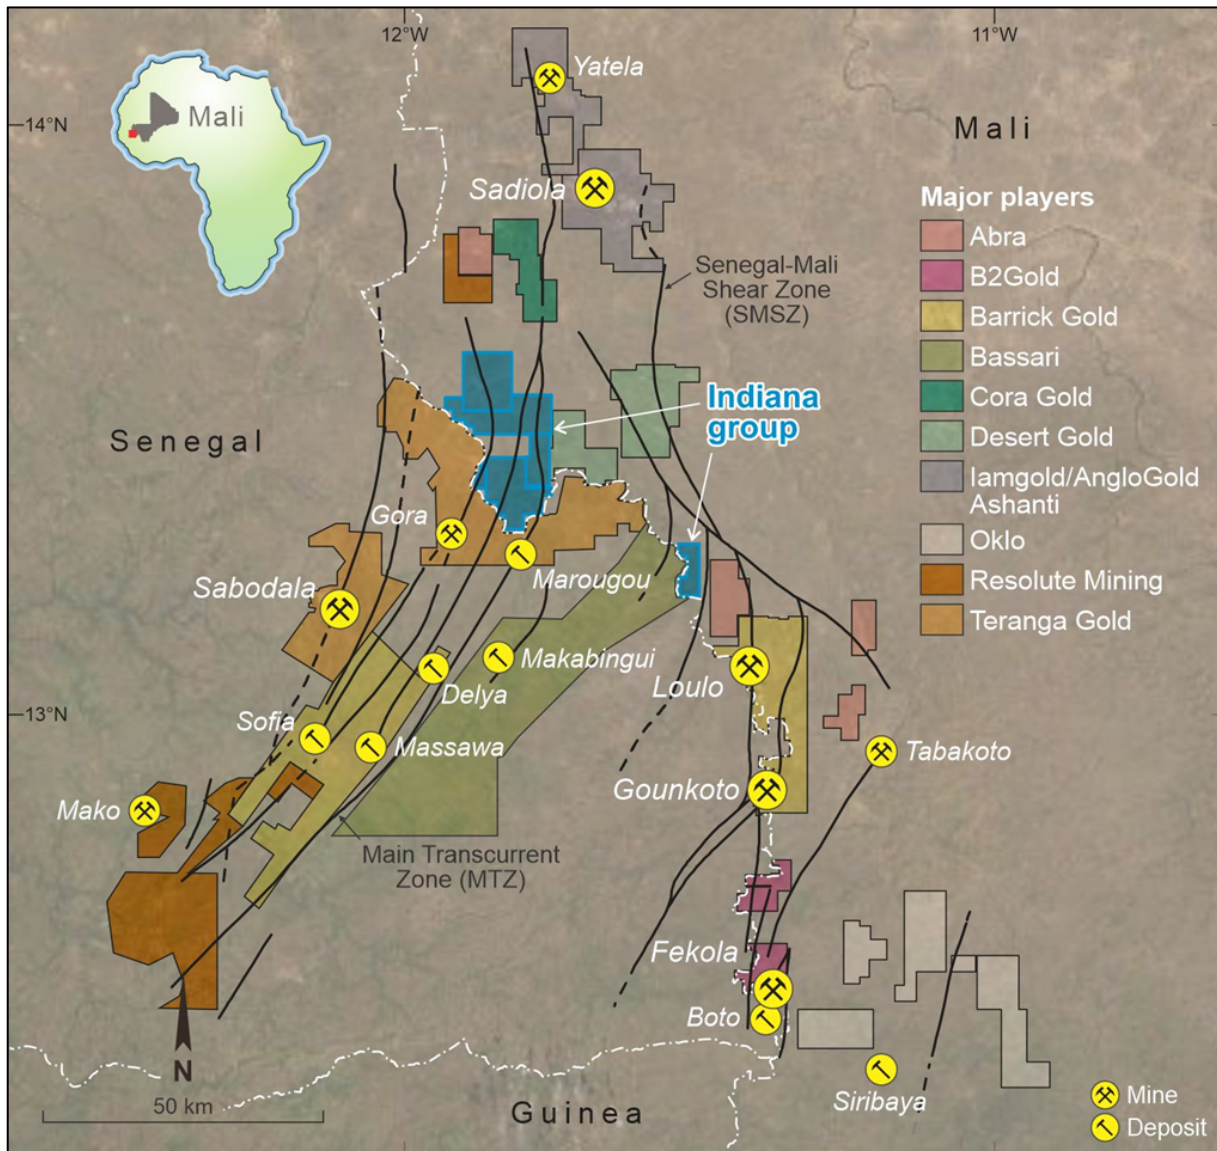 12°W
11°W
Yatela
14°N
Mali
Mali
Sadiola
Major players
Abra
B2Gold
Barrick Gold
Bassari
Cora Gold
Desert Gold
Iamgold/AngloGold
Ashanti
Oklo
Resolute Mining
Teranga Gold
Senegal-Mali
Shear Zone
(SMSZ)
Indiana
group
Senegal
Gora
Marougou
Sabodala
Makabingui
Delya
Loulo
13°N
Sofia
Massawa
Tabakoto
Gounkoto
Mako
Main Transcurrent
Zone (MTZ)
Fekola
Boto
Siribaya
N
50 km
Guinea
Mine
Deposit